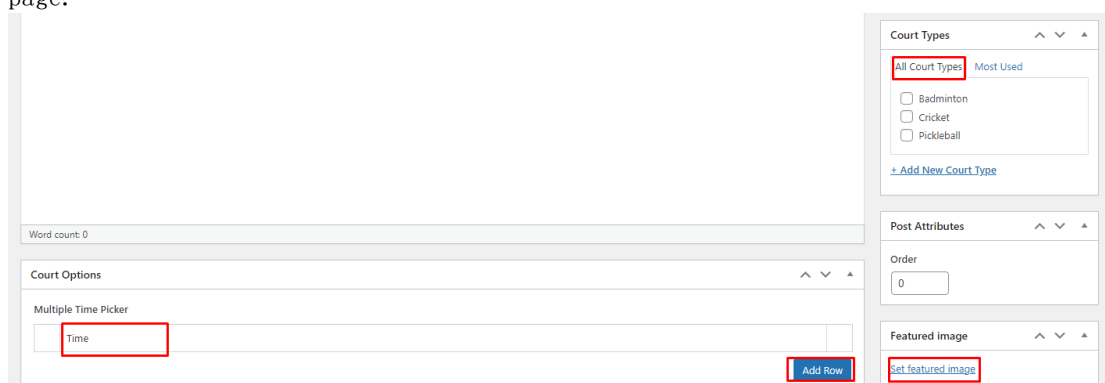 page.
Court Types
All Court Types Most Used
Badminton
Cricket
Pickleball
+ Add New Court Type
Word count: 0
Post Attributes
Order
0
Court Options
Multiple Time Picker
Time
Add Row
Featured image
Set featured image